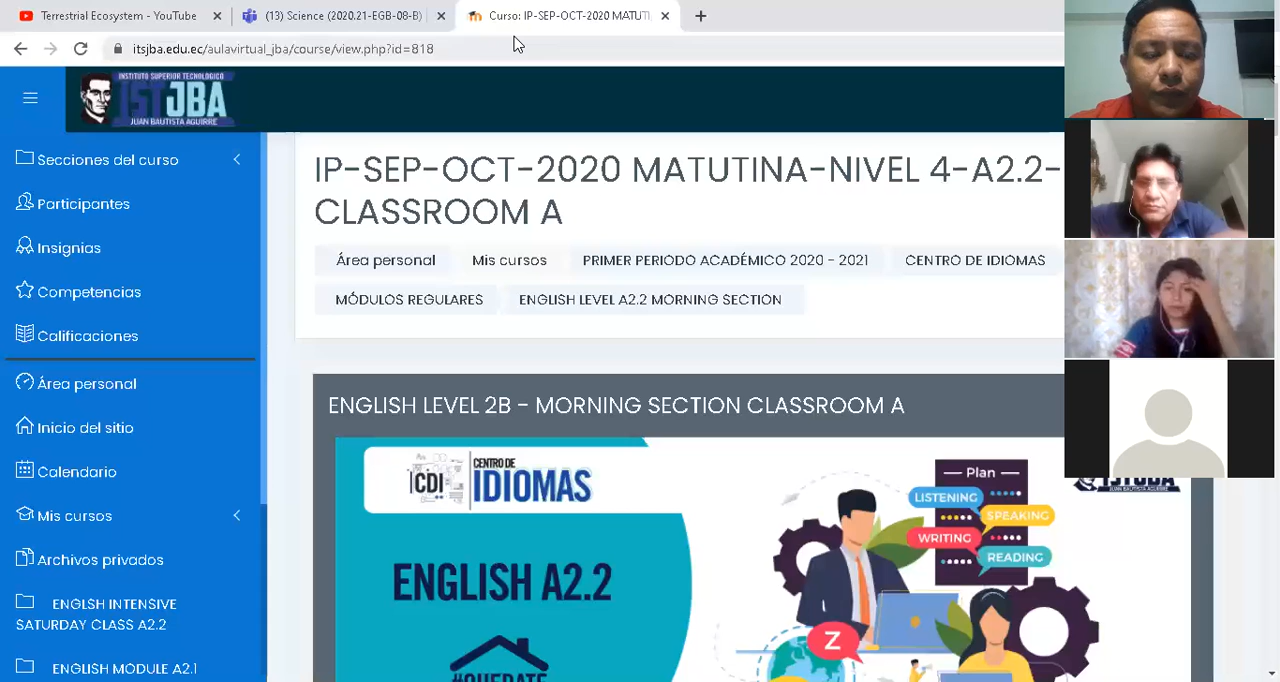 Terrestrial Ecosystem - YouTube
(13) Science (2020.21-EGB-08-B)
Curso: IP-SEP-OCT-2020 MATUT
itsjba.edu.ec/aulavirtual_jba/course/view.php?id=818
INSTITUTO SUPERIOR TECNOLÓGICO
ISTJBA
JUAN BAUTISTA AGUIRRE
Secciones del curso
Participantes
Insignias
Competencias
Calificaciones
Área personal
Inicio del sitio
Calendario
Mis cursos
Archivos privados
ENGLSH INTENSIVE
SATURDAY CLASS A2.2
ENGLISH MODULE A2.1
IP-SEP-OCT-2020 MATUTINA-NIVEL 4-A2.2-
CLASSROOM A
Área personal
Mis cursos
PRIMER PERIODO ACADÉMICO 2020 - 2021
CENTRO DE IDIOMAS
MÓDULOS REGULARES
ENGLISH LEVEL A2.2 MORNING SECTION
ENGLISH LEVEL 2B - MORNING SECTION CLASSROOM A
CDI
CENTRO DE
IDIOMAS
ENGLISH A2.2
Plan
LISTENING
SPEAKING
WRITING
READING
Z
JUAN BAUTISTA AGUIRRE